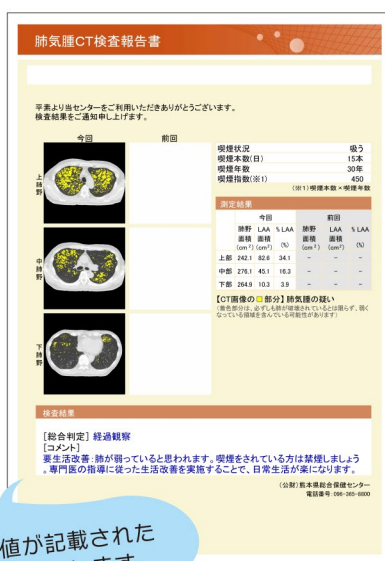 肺気腫CT検査報告書
平素より当センターをご利用いただきありがとうございます。
検査結果をご通知申し上げます。
今回 前回
上肺野
中肺野
下肺野
喫煙状況 吸う
喫煙本数(日) 15本
喫煙年数 30年
喫煙指数(※1) 450
(※1)喫煙本数×喫煙年数
測定結果
今回 前回
肺野 LAA % LAA 肺野 LAA % LAA
面積 面積 面積 面積
(cm²) (cm²) (%) (cm²) (cm²) (%)
上部 242.1 82.6 34.1 - - -
中部 276.1 45.1 16.3 - - -
下部 264.9 10.3 3.9 - - -
【CT画像の■部分】肺気腫の疑い
(黄色部分は、必ずしも肺が破壊されているとは限らず、弱く
なっている領域を含んでいる可能性があります)
検査結果
[総合判定] 経過観察
[コメント]
要生活改善:肺が弱っていると思われます。喫煙をされている方は禁煙しましょう
。専門医の指導に従った生活改善を実施することで、日常生活が楽になります。
(公財)熊本県総合保健センター
電話番号:096-365-8800
値が記載された